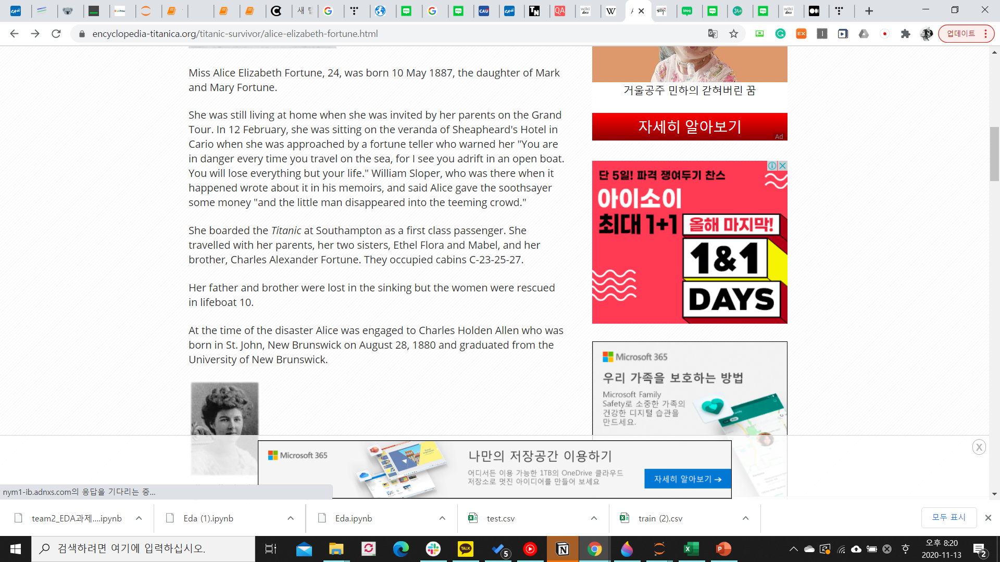 새 탭
encyclopedia-titanica.org/titanic-survivor/alice-elizabeth-fortune.html
업데이트
Miss Alice Elizabeth Fortune, 24, was born 10 May 1887, the daughter of Mark
and Mary Fortune.
She was still living at home when she was invited by her parents on the Grand
Tour. In 12 February, she was sitting on the veranda of Sheapheard's Hotel in
Cario when she was approached by a fortune teller who warned her "You are
in danger every time you travel on the sea, for I see you adrift in an open boat.
You will lose everything but your life." William Sloper, who was there when it
happened wrote about it in his memoirs, and said Alice gave the soothsayer
some money "and the little man disappeared into the teeming crowd."
She boarded the Titanic at Southampton as a first class passenger. She
travelled with her parents, her two sisters, Ethel Flora and Mabel, and her
brother, Charles Alexander Fortune. They occupied cabins C-23-25-27.
Her father and brother were lost in the sinking but the women were rescued
in lifeboat 10.
At the time of the disaster Alice was engaged to Charles Holden Allen who was
born in St. John, New Brunswick on August 28, 1880 and graduated from the
University of New Brunswick.
거울공주 민하의 갇혀버린 꿈
자세히 알아보기
Ad
단 5일! 파격 쟁여두기 찬스
아이소이
최대 1+1
올해 마지막!
1&1
DAYS
Microsoft 365
우리 가족을 보호하는 방법
Microsoft Family
Safety로 소중한 가족의
건강한 디지털 습관을
만드세요.
Microsoft 365
나만의 저장공간 이용하기
어디서든 이용 가능한 1TB의 OneDrive 클라우드
저장소로 멋진 아이디어를 만들어 보세요
자세히 알아보기 →
X
nym1-ib.adnxs.com의 응답을 기다리는 중...
team2_EDA과제....ipynb
Eda (1).ipynb
Eda.ipynb
test.csv
train (2).csv
모두 표시
검색하려면 여기에 입력하십시오.
TALK
5
오후 8:20
2020-11-13
2